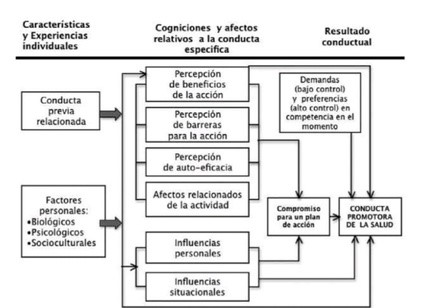 Características
y Experiencias
individuales
Cogniciones y afectos
relativos a la conducta
especifica
Resultado
conductual
Conducta
previa
relacionada
Factores
personales:
•Biológicos
•Psicológicos
•Socioculturales
Percepción
de beneficios
de la acción
Percepción
de barreras
para la acción
Percepción
de auto-eficacia
Afectos relacionados
de la actividad
Influencias
personales
Influencias
situacionales
Demandas
(bajo control)
y preferencias
(alto control) en
competencia en el
momento
Compromiso
para un plan
de acción
CONDUCTA
PROMOTORA
DE LA SALUD